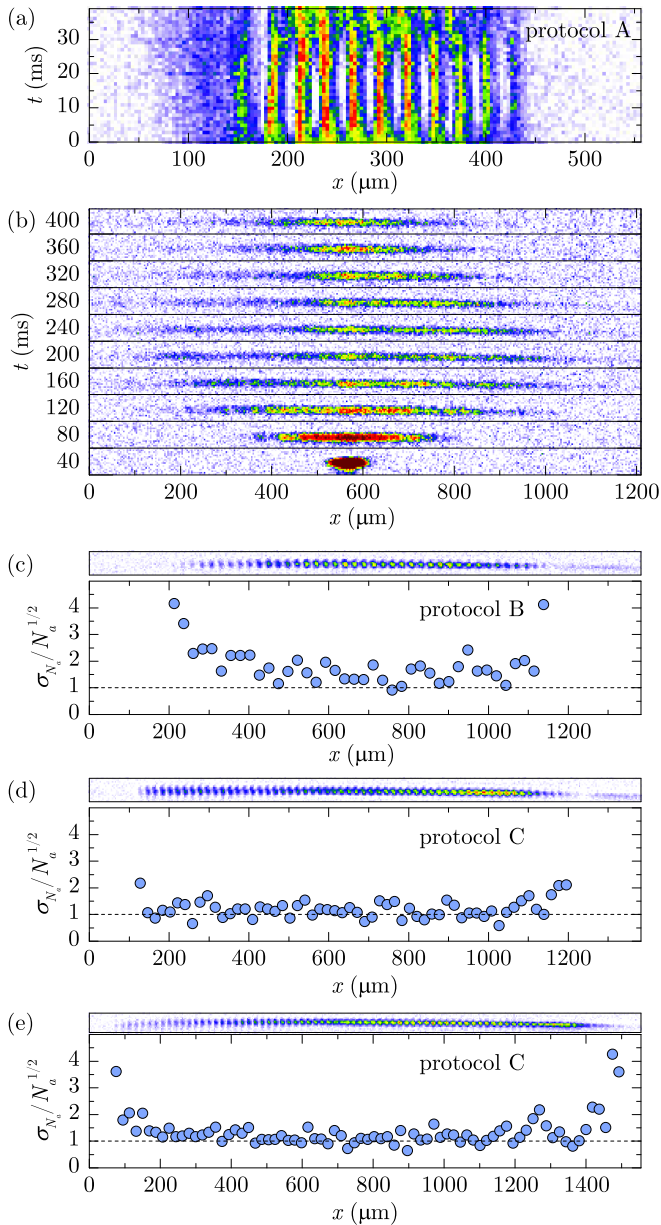 (a)
protocol A
30
20
10
0
t (ms)
0 100 200 300 400 500
x (µm)
(b)
400
360
320
280
240
200
160
120
80
40
t (ms)
0 200 400 600 800 1000 1200
x (µm)
(c)
protocol B
4
3
2
1
0
σ_{N_a}/N_a^{1/2}
0 200 400 600 800 1000 1200
x (µm)
(d)
protocol C
4
3
2
1
0
σ_{N_a}/N_a^{1/2}
0 200 400 600 800 1000 1200
x (µm)
(e)
protocol C
4
3
2
1
0
σ_{N_a}/N_a^{1/2}
0 200 400 600 800 1000 1200 1400
x (µm)